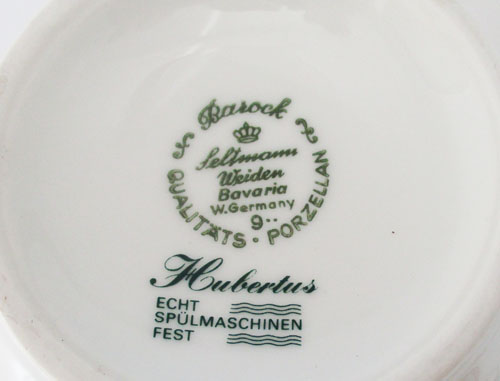 Barock
Seltmann
Weiden
Bavaria
W.Germany
9..
QUALITÄTS · PORZELLAN
Hubertus
ECHT
SPÜLMASCHINEN
FEST